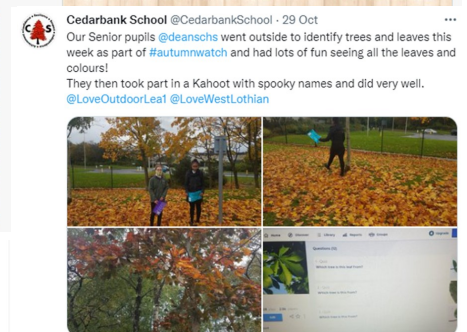 Cedarbank School @CedarbankSchool · 29 Oct
Our Senior pupils @deanschs went outside to identify trees and leaves this
week as part of #autumnwatch and had lots of fun seeing all the leaves and
colours!
They then took part in a Kahoot with spooky names and did very well.
@LoveOutdoorLea1 @LoveWestLothian
C S
Questions